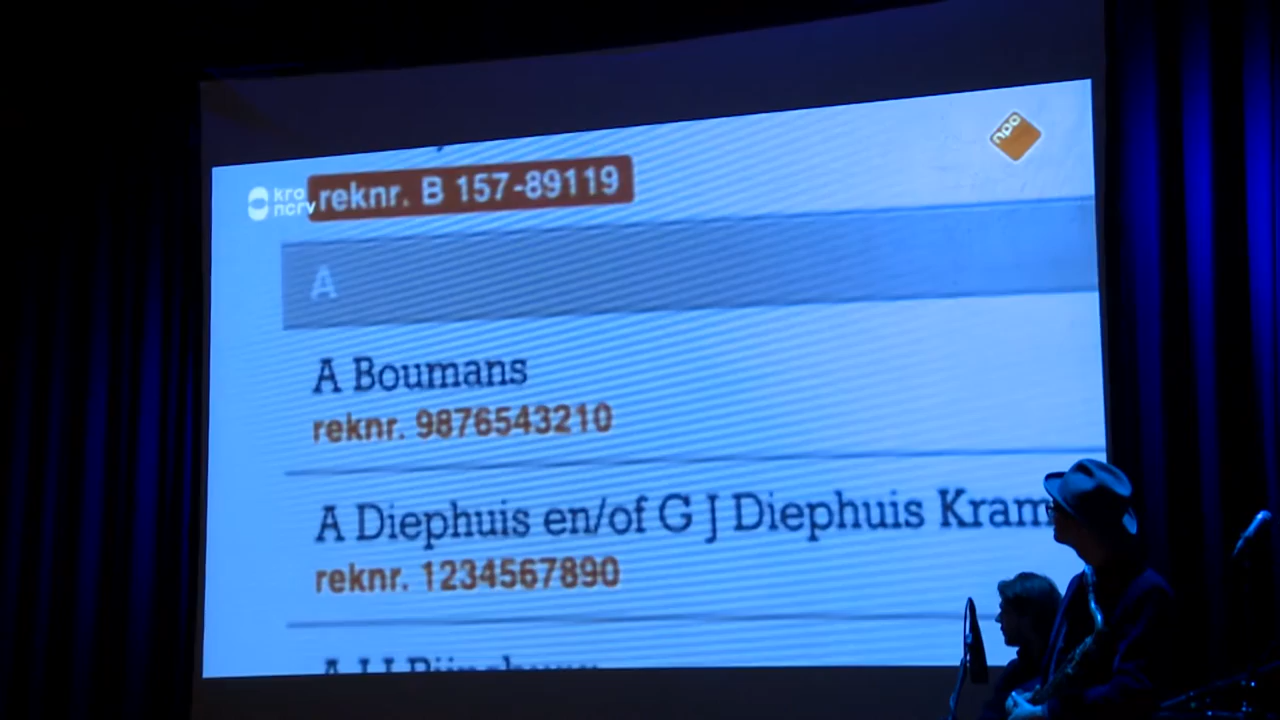 npo
kro
ncrv
reknr. B 157-89119
A
A Boumans
reknr. 9876543210
A Diephuis en/of G J Diephuis Kram
reknr. 1234567890